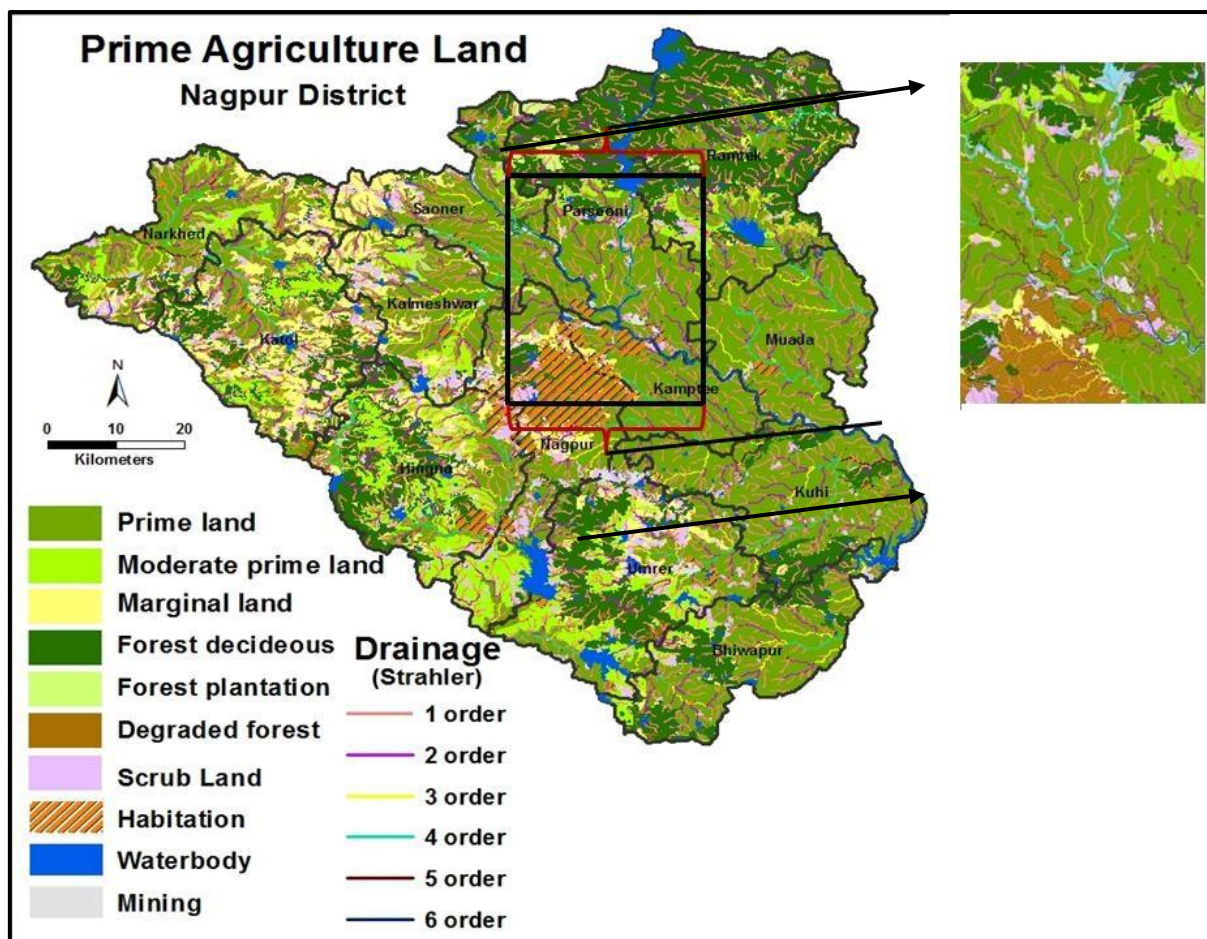 Prime Agriculture Land
Nagpur District
Ramtek
Parseoni
Saoner
Narkhed
Kalmeshwar
Katol
Muada
Kamptee
N
0 10 20
Kilometers
Nagpur
Hingna
Kuhi
Umrer
Bhiwapur
Prime land
Moderate prime land
Marginal land
Forest decideous
Forest plantation
Degraded forest
Scrub Land
Habitation
Waterbody
Mining
Drainage
(Strahler)
1 order
2 order
3 order
4 order
5 order
6 order